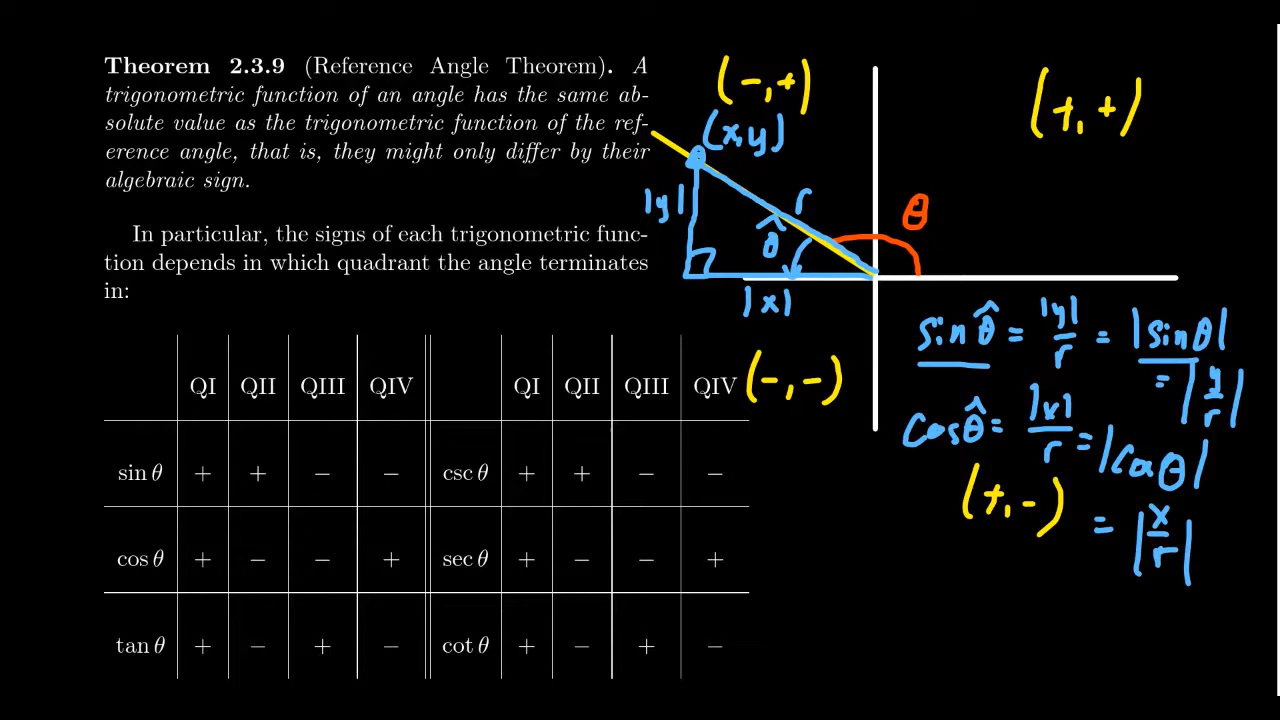 Theorem 2.3.9 (Reference Angle Theorem). A
trigonometric function of an angle has the same ab-
solute value as the trigonometric function of the ref-
erence angle, that is, they might only differ by their
algebraic sign.
In particular, the signs of each trigonometric func-
tion depends in which quadrant the angle terminates
in:
QI QII QIII QIV QI QII QIII QIV
sin θ + + − − csc θ + + − −
cos θ + − − + sec θ + − − +
tan θ + − + − cot θ + − + −
(-, +)
(+, +)
(x, y)
|y|
r
θ
θ̂
|x|
(-, -)
(+, -)
sin θ̂ = |y|/r = |sin θ|
= |y/r|
cos θ̂ = |x|/r = |cos θ|
= |x/r|